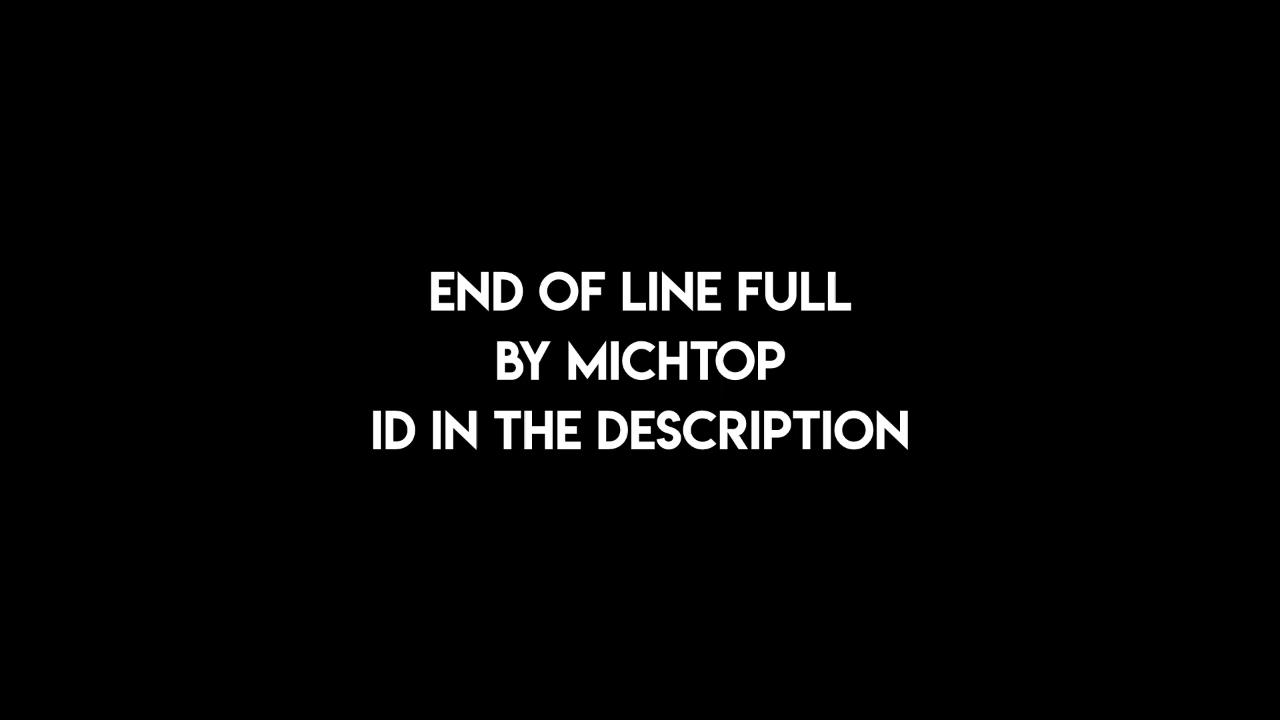 END OF LINE FULL
BY MICHTOP
ID IN THE DESCRIPTION